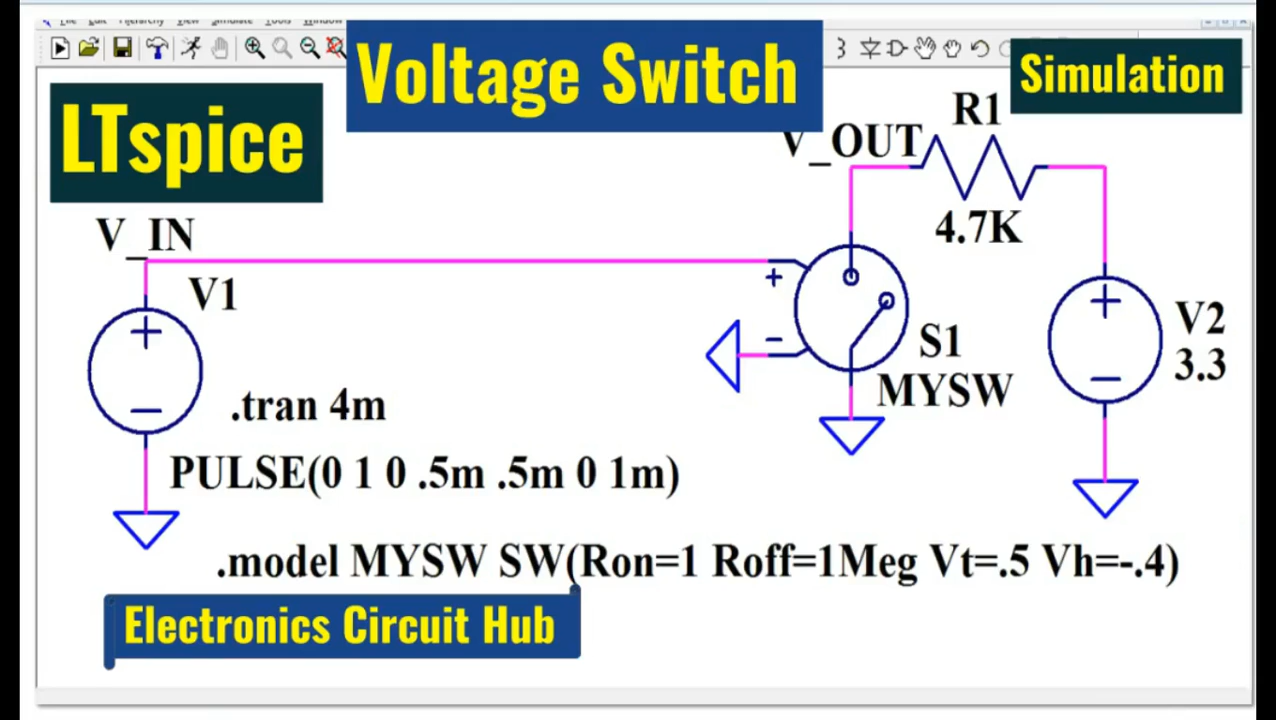 Voltage Switch
Simulation
LTspice
V_OUT
R1
4.7K
V_IN
V1
+
-
+
-
S1
MYSW
+
-
V2
3.3
.tran 4m
PULSE(0 1 0 .5m .5m 0 1m)
.model MYSW SW(Ron=1 Roff=1Meg Vt=.5 Vh=-.4)
Electronics Circuit Hub